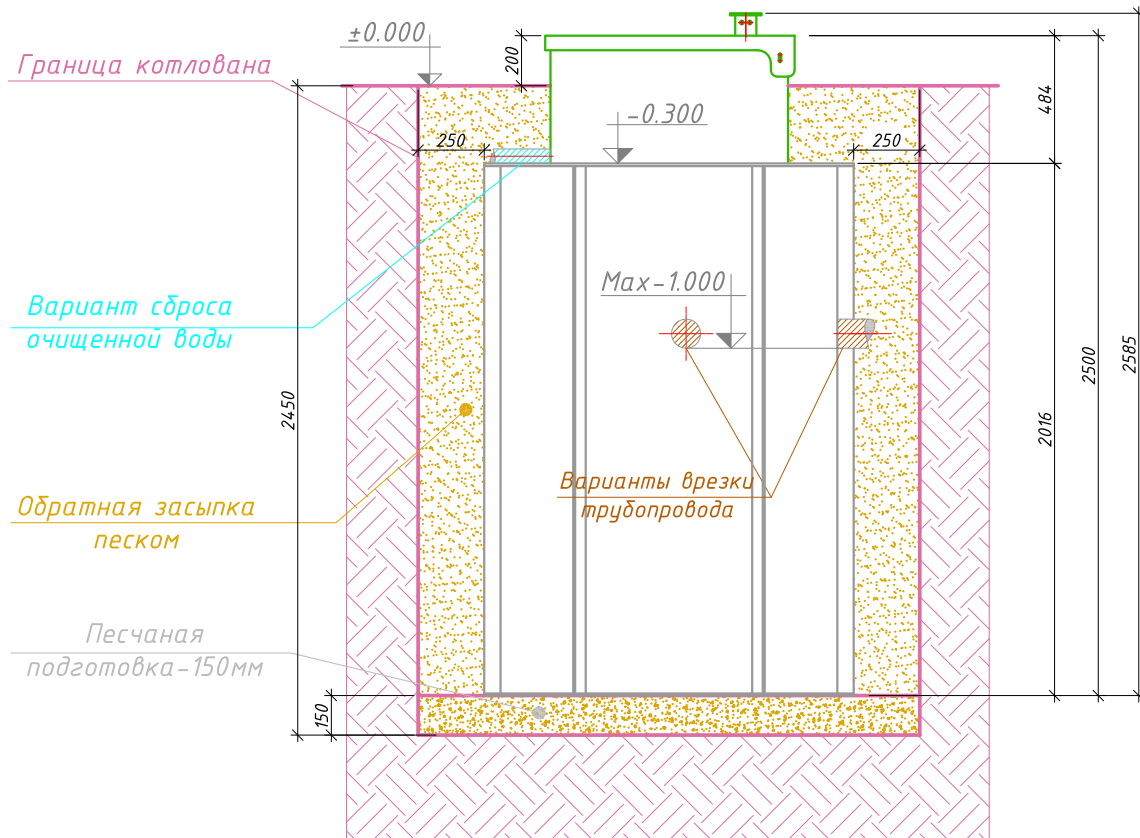 ±0.000
Граница котлована
200
484
-0.300
250
250
Max-1.000
Вариант сброса
очищенной воды
2450
2016
2500
2585
Варианты врезки
трубопровода
Обратная засыпка
песком
Песчаная
подготовка-150мм
150